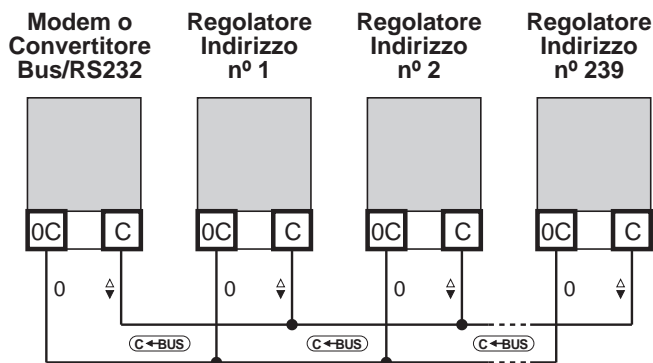 Modem o
Convertitore
Bus/RS232
Regolatore
Indirizzo
nº 1
Regolatore
Indirizzo
nº 2
Regolatore
Indirizzo
nº 239
0C C 0C C 0C C 0C C
0 0 0 0
C BUS C BUS C BUS